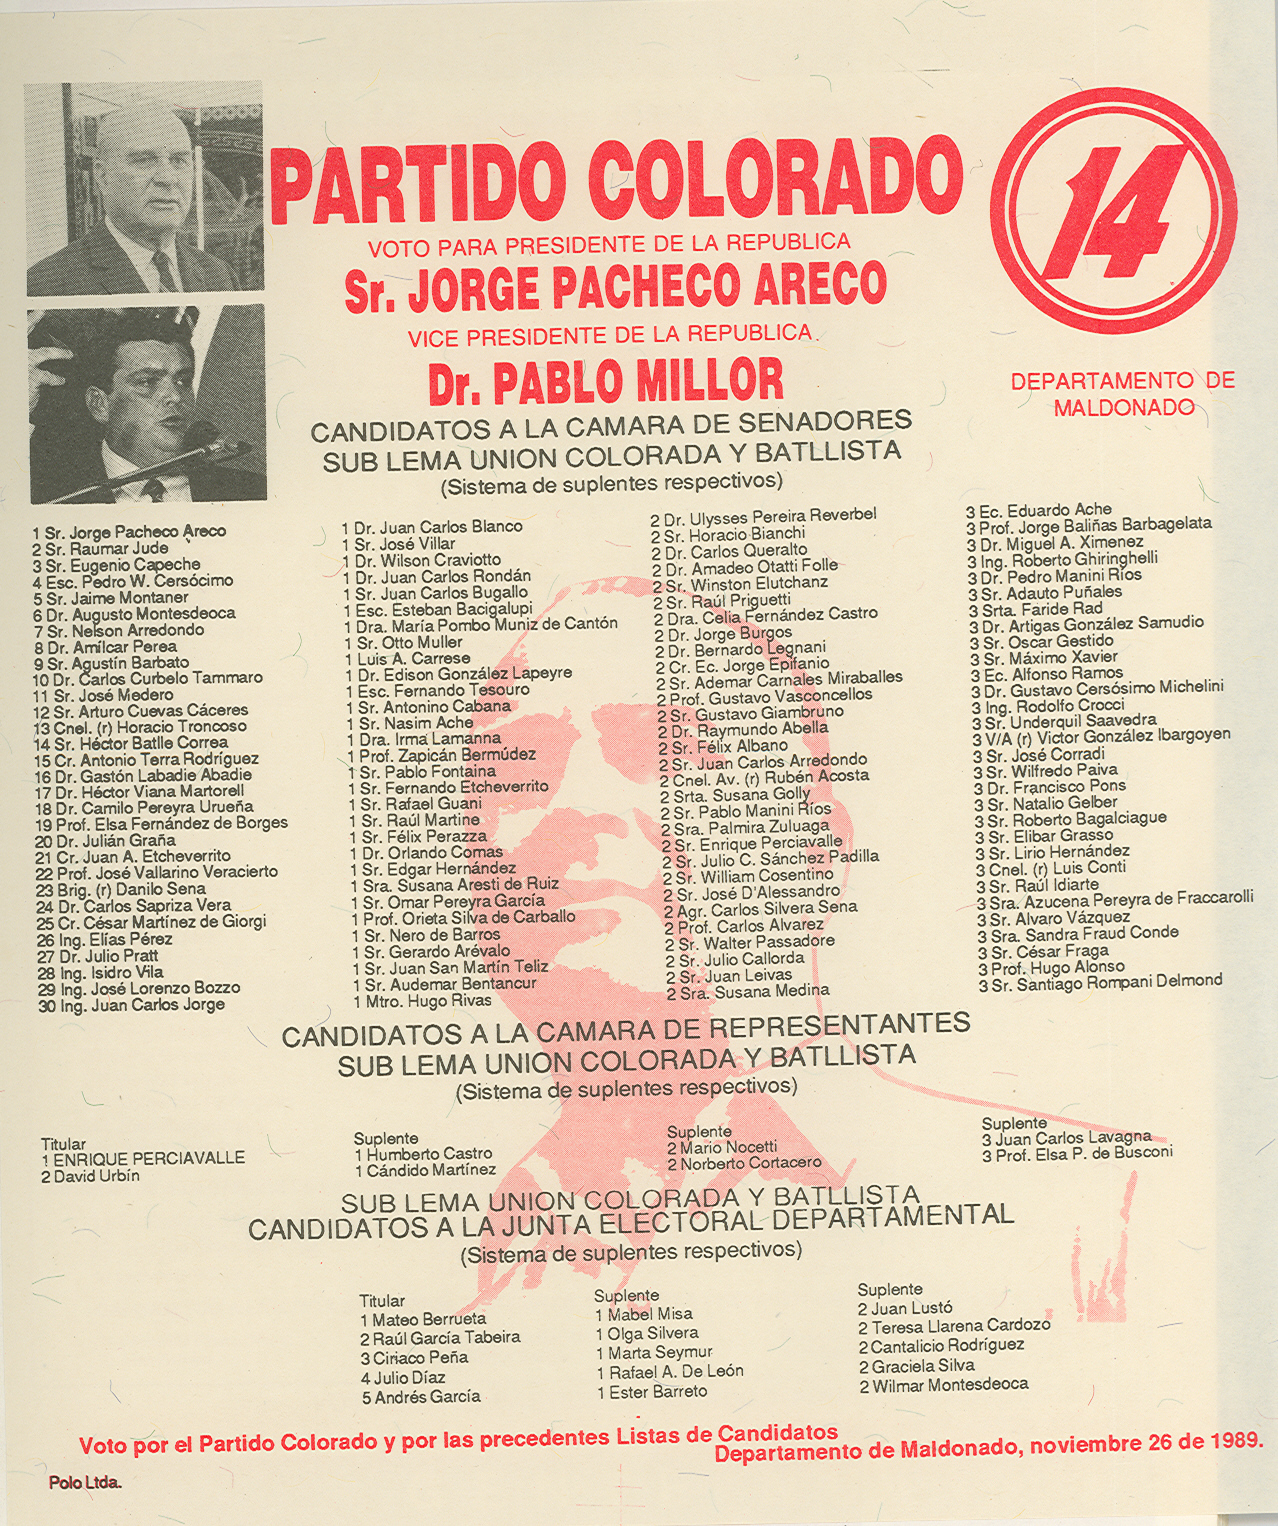 PARTIDO COLORADO
14
VOTO PARA PRESIDENTE DE LA REPUBLICA
Sr. JORGE PACHECO ARECO
VICE PRESIDENTE DE LA REPUBLICA.
Dr. PABLO MILLOR
DEPARTAMENTO DE
MALDONADO
CANDIDATOS A LA CAMARA DE SENADORES
SUB LEMA UNION COLORADA Y BATLLISTA
(Sistema de suplentes respectivos)
1 Sr. Jorge Pacheco Areco
2 Sr. Raumar Jude
3 Sr. Eugenio Capeche
4 Esc. Pedro W. Cersócimo
5 Sr. Jaime Montaner
6 Dr. Augusto Montesdeoca
7 Sr. Nelson Arredondo
8 Dr. Amílcar Perea
9 Sr. Agustín Barbato
10 Dr. Carlos Curbelo Tammaro
11 Sr. José Medero
12 Sr. Arturo Cuevas Cáceres
13 Cnel. (r) Horacio Troncoso
14 Sr. Héctor Batlle Correa
15 Cr. Antonio Terra Rodríguez
16 Dr. Gastón Labadie Abadie
17 Dr. Héctor Viana Martorell
18 Dr. Camilo Pereyra Urueña
19 Prof. Elsa Fernández de Borges
20 Dr. Julián Graña
21 Cr. Juan A. Etcheverrito
22 Prof. José Vallarino Veracierto
23 Brig. (r) Danilo Sena
24 Dr. Carlos Sapriza Vera
25 Cr. César Martínez de Giorgi
26 Ing. Elías Pérez
27 Dr. Julio Pratt
28 Ing. Isidro Vila
29 Ing. José Lorenzo Bozzo
30 Ing. Juan Carlos Jorge
1 Dr. Juan Carlos Blanco
1 Sr. José Villar
1 Dr. Wilson Craviotto
1 Dr. Juan Carlos Rondán
1 Sr. Juan Carlos Bugallo
1 Esc. Esteban Bacigalupi
1 Dra. María Pombo Muniz de Cantón
1 Sr. Otto Muller
1 Luis A. Carrese
1 Dr. Edison González Lapeyre
1 Esc. Fernando Tesouro
1 Sr. Antonino Cabana
1 Sr. Nasim Ache
1 Dra. Irma Lamanna
1 Prof. Zapicán Bermúdez
1 Sr. Pablo Fontaina
1 Sr. Fernando Etcheverrito
1 Sr. Rafael Guani
1 Sr. Raúl Martine
1 Sr. Félix Perazza
1 Dr. Orlando Comas
1 Sr. Edgar Hernández
1 Sra. Susana Aresti de Ruiz
1 Sr. Omar Pereyra García
1 Prof. Orieta Silva de Carballo
1 Sr. Nero de Barros
1 Sr. Gerardo Arévalo
1 Sr. Juan San Martín Teliz
1 Sr. Audemar Bentancur
1 Mtro. Hugo Rivas
2 Dr. Ulysses Pereira Reverbel
2 Sr. Horacio Bianchi
2 Dr. Carlos Queralto
2 Dr. Amadeo Otatti Folle
2 Sr. Winston Elutchanz
2 Sr. Raúl Priguetti
2 Dra. Celia Fernández Castro
2 Dr. Jorge Burgos
2 Dr. Bernardo Legnani
2 Cr. Ec. Jorge Epifanio
2 Sr. Ademar Carnales Miraballes
2 Prof. Gustavo Vasconcellos
2 Sr. Gustavo Giambruno
2 Dr. Raymundo Abella
2 Sr. Félix Albano
2 Sr. Juan Carlos Arredondo
2 Cnel. Av. (r) Rubén Acosta
2 Srta. Susana Golly
2 Sr. Pablo Manini Ríos
2 Sra. Palmira Zuluaga
2 Sr. Enrique Perciavalle
2 Sr. Julio C. Sánchez Padilla
2 Sr. William Cosentino
2 Sr. José D'Alessandro
2 Agr. Carlos Silvera Sena
2 Prof. Carlos Alvarez
2 Sr. Walter Passadore
2 Sr. Julio Callorda
2 Sr. Juan Leivas
2 Sra. Susana Medina
3 Ec. Eduardo Ache
3 Prof. Jorge Baliñas Barbagelata
3 Dr. Miguel A. Ximenez
3 Ing. Roberto Ghiringhelli
3 Dr. Pedro Manini Ríos
3 Sr. Adauto Puñales
3 Srta. Faride Rad
3 Dr. Artigas González Samudio
3 Sr. Oscar Gestido
3 Sr. Máximo Xavier
3 Ec. Alfonso Ramos
3 Dr. Gustavo Cersósimo Michelini
3 Ing. Rodolfo Crocci
3 Sr. Underquil Saavedra
3 V/A (r) Victor González Ibargoyen
3 Sr. José Corradi
3 Sr. Wilfredo Paiva
3 Dr. Francisco Pons
3 Sr. Natalio Gelber
3 Sr. Roberto Bagalciague
3 Sr. Elibar Grasso
3 Sr. Lirio Hernández
3 Cnel. (r) Luis Conti
3 Sr. Raúl Idiarte
3 Sra. Azucena Pereyra de Fraccarolli
3 Sr. Alvaro Vázquez
3 Sra. Sandra Fraud Conde
3 Sr. César Fraga
3 Prof. Hugo Alonso
3 Sr. Santiago Rompani Delmond
CANDIDATOS A LA CAMARA DE REPRESENTANTES
SUB LEMA UNION COLORADA Y BATLLISTA
(Sistema de suplentes respectivos)
Titular
1 ENRIQUE PERCIAVALLE
2 David Urbín
Suplente
1 Humberto Castro
1 Cándido Martínez
Suplente
2 Mario Nocetti
2 Norberto Cortacero
Suplente
3 Juan Carlos Lavagna
3 Prof. Elsa P. de Busconi
SUB LEMA UNION COLORADA Y BATLLISTA
CANDIDATOS A LA JUNTA ELECTORAL DEPARTAMENTAL
(Sistema de suplentes respectivos)
Titular
1 Mateo Berrueta
2 Raúl García Tabeira
3 Ciriaco Peña
4 Julio Díaz
5 Andrés García
Suplente
1 Mabel Misa
1 Olga Silvera
1 Marta Seymur
1 Rafael A. De León
1 Ester Barreto
Suplente
2 Juan Lustó
2 Teresa Llarena Cardozo
2 Cantalicio Rodríguez
2 Graciela Silva
2 Wilmar Montesdeoca
Voto por el Partido Colorado y por las precedentes Listas de Candidatos
Departamento de Maldonado, noviembre 26 de 1989.
Polo Ltda.